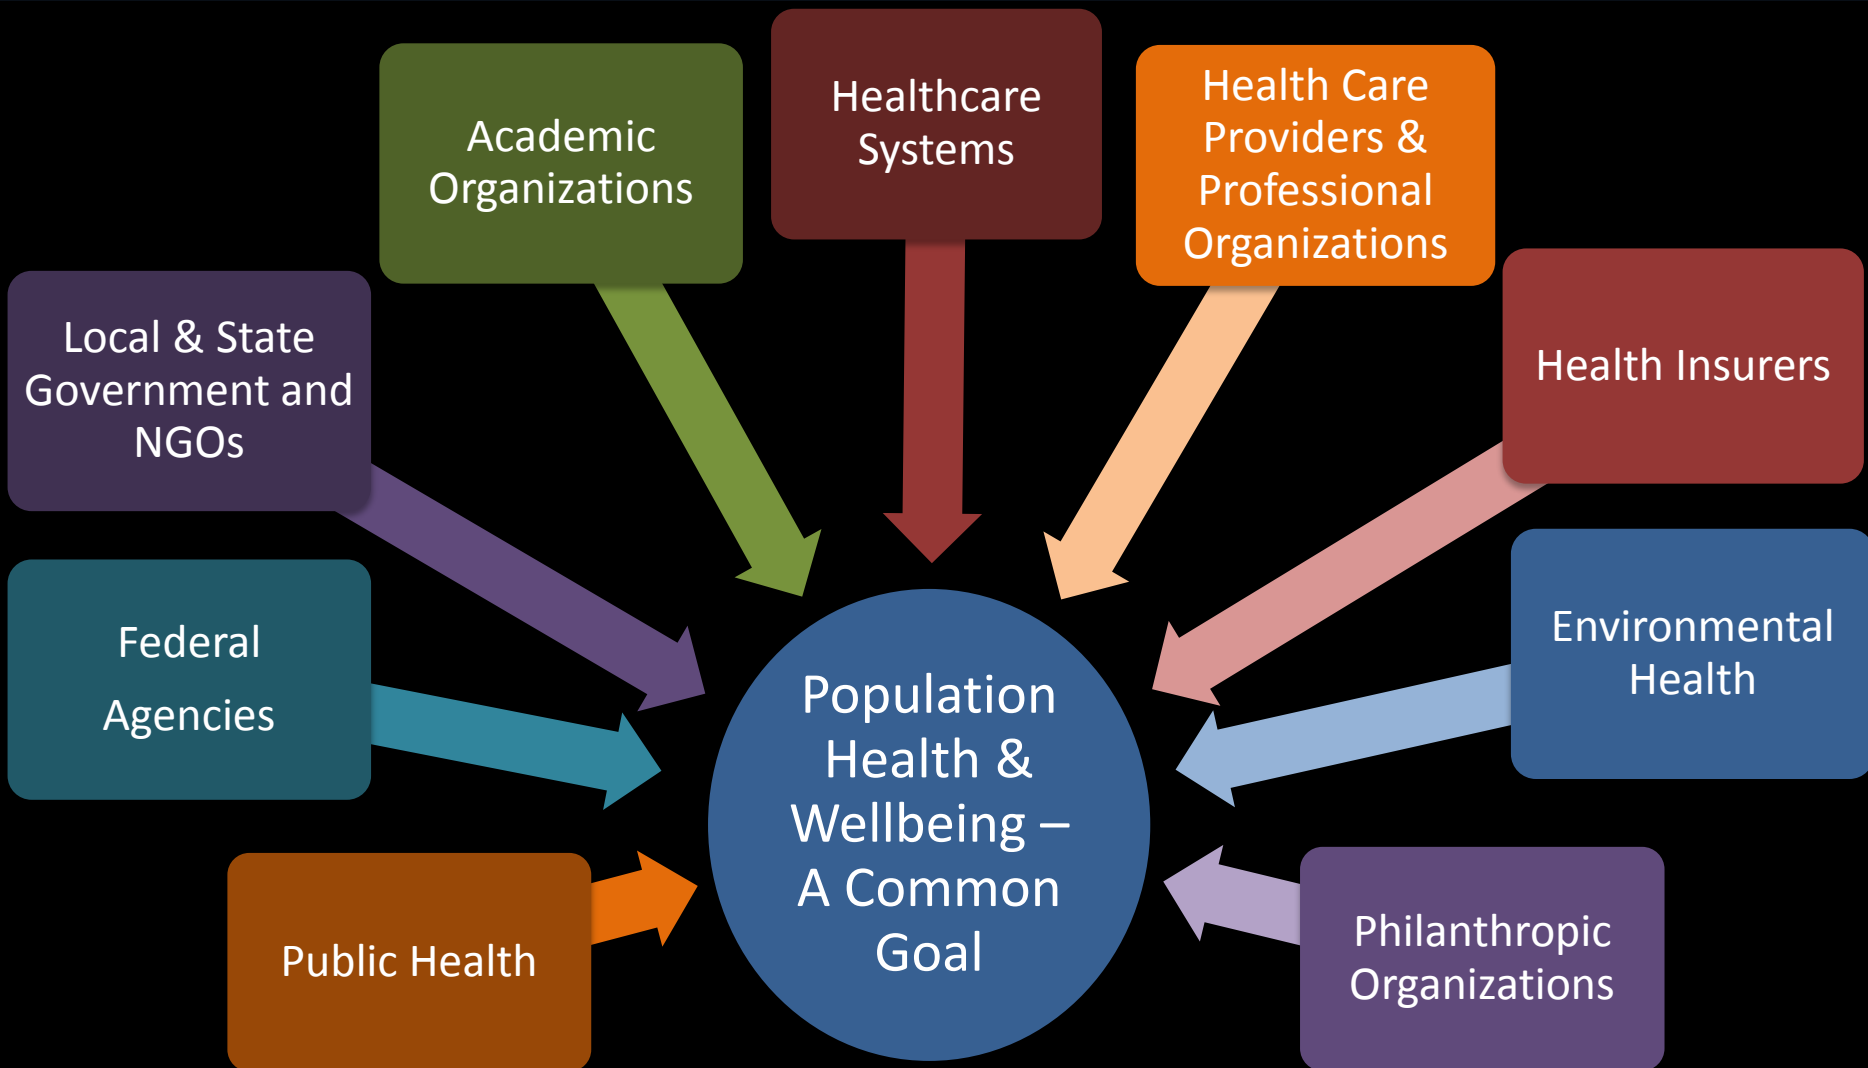 Healthcare
Systems
Academic
Organizations
Health Care
Providers &
Professional
Organizations
Local & State
Government and
NGOs
Health Insurers
Federal
Agencies
Environmental
Health
Population
Health &
Wellbeing –
A Common
Goal
Public Health
Philanthropic
Organizations